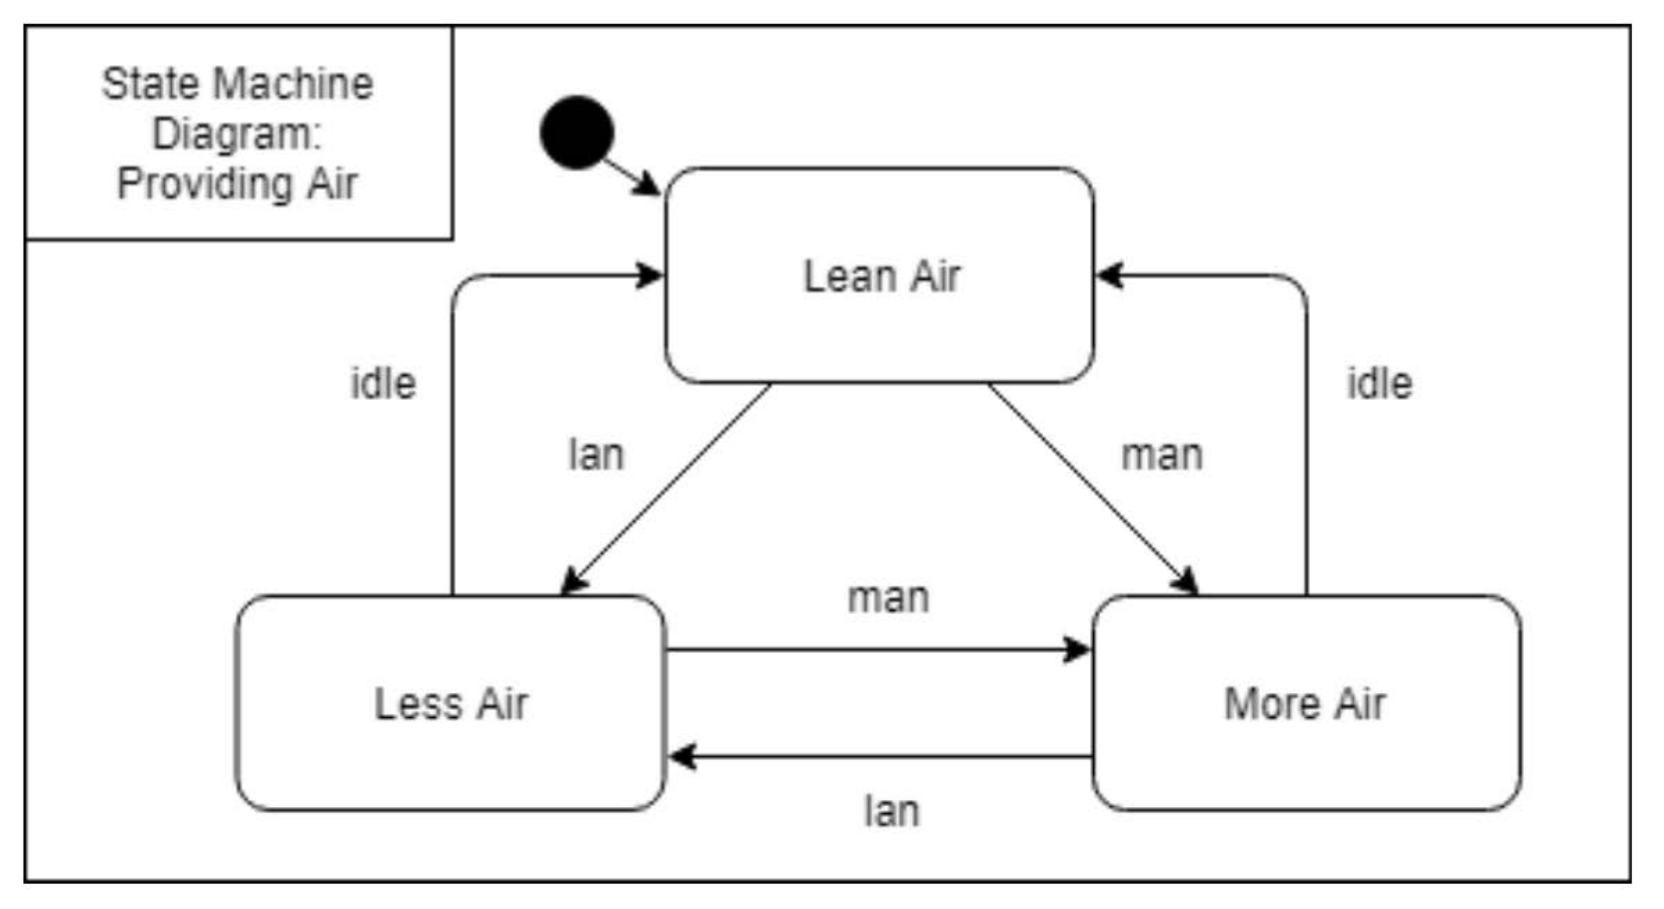 State Machine
Diagram:
Providing Air
Lean Air
idle
idle
lan
man
man
Less Air
More Air
lan